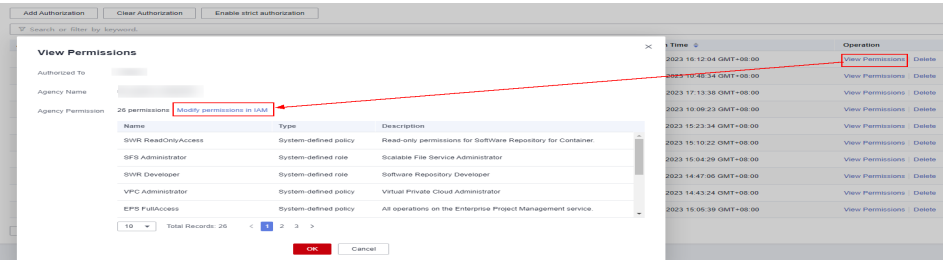 Add Authorization Clear Authorization Enable strict authorization
Search or filter by keyword.
View Permissions ×
Time Operation
Authorized To
2023 16:12:04 GMT+08:00 View Permissions Delete
2023 10:48:34 GMT+08:00 View Permissions Delete
Agency Name
2023 17:13:38 GMT+08:00 View Permissions Delete
Agency Permission 26 permissions Modify permissions in IAM
2023 10:09:23 GMT+08:00 View Permissions Delete
Name Type Description
2023 15:23:34 GMT+08:00 View Permissions Delete
SWR ReadOnlyAccess System-defined policy Read-only permissions for SoftWare Repository for Container.
2023 15:10:22 GMT+08:00 View Permissions Delete
SFS Administrator System-defined role Scalable File Service Administrator
2023 15:04:29 GMT+08:00 View Permissions Delete
SWR Developer System-defined role Software Repository Developer
2023 14:47:06 GMT+08:00 View Permissions Delete
VPC Administrator System-defined policy Virtual Private Cloud Administrator
2023 14:43:24 GMT+08:00 View Permissions Delete
EPS FullAccess System-defined policy All operations on the Enterprise Project Management service.
2023 15:05:39 GMT+08:00 View Permissions Delete
10 Total Records: 26 < 1 2 3 >
OK Cancel